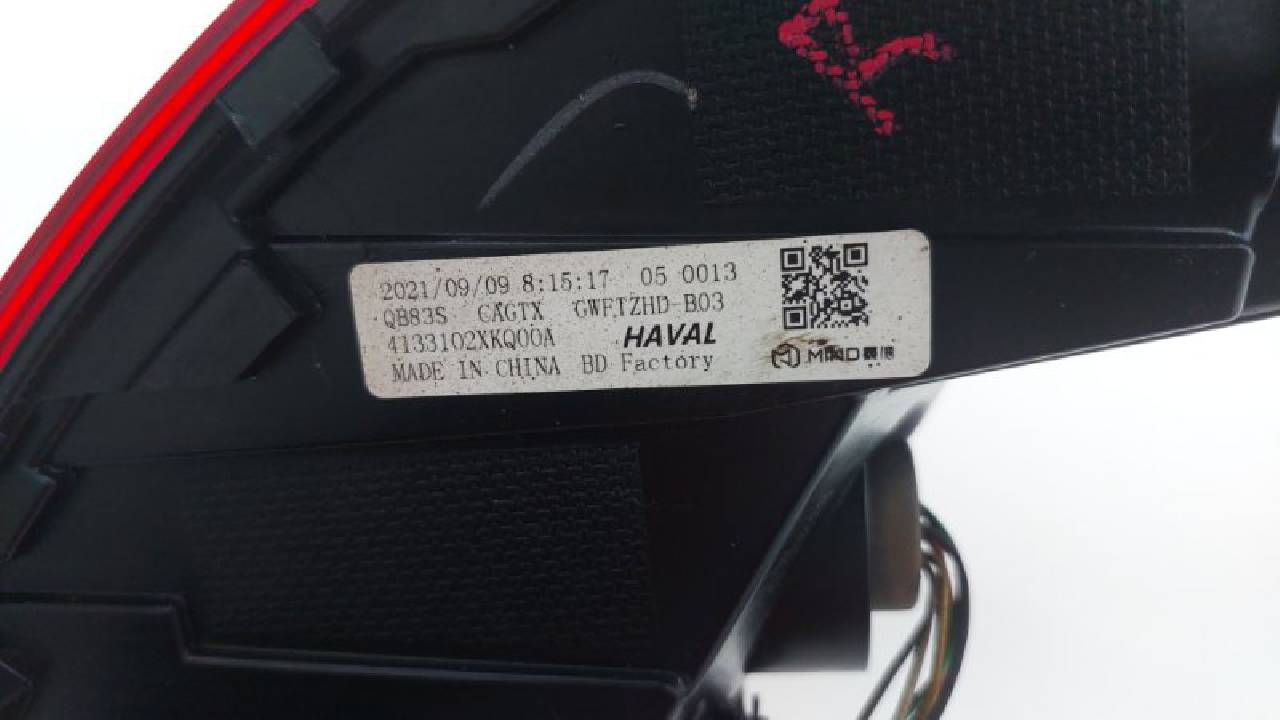 2021/09/09 8:15:17 05 0013
QB83S CAGTX GWFTZHD-B03
4133102XKQ00A HAVAL
MADE IN CHINA BD Factory
MIND